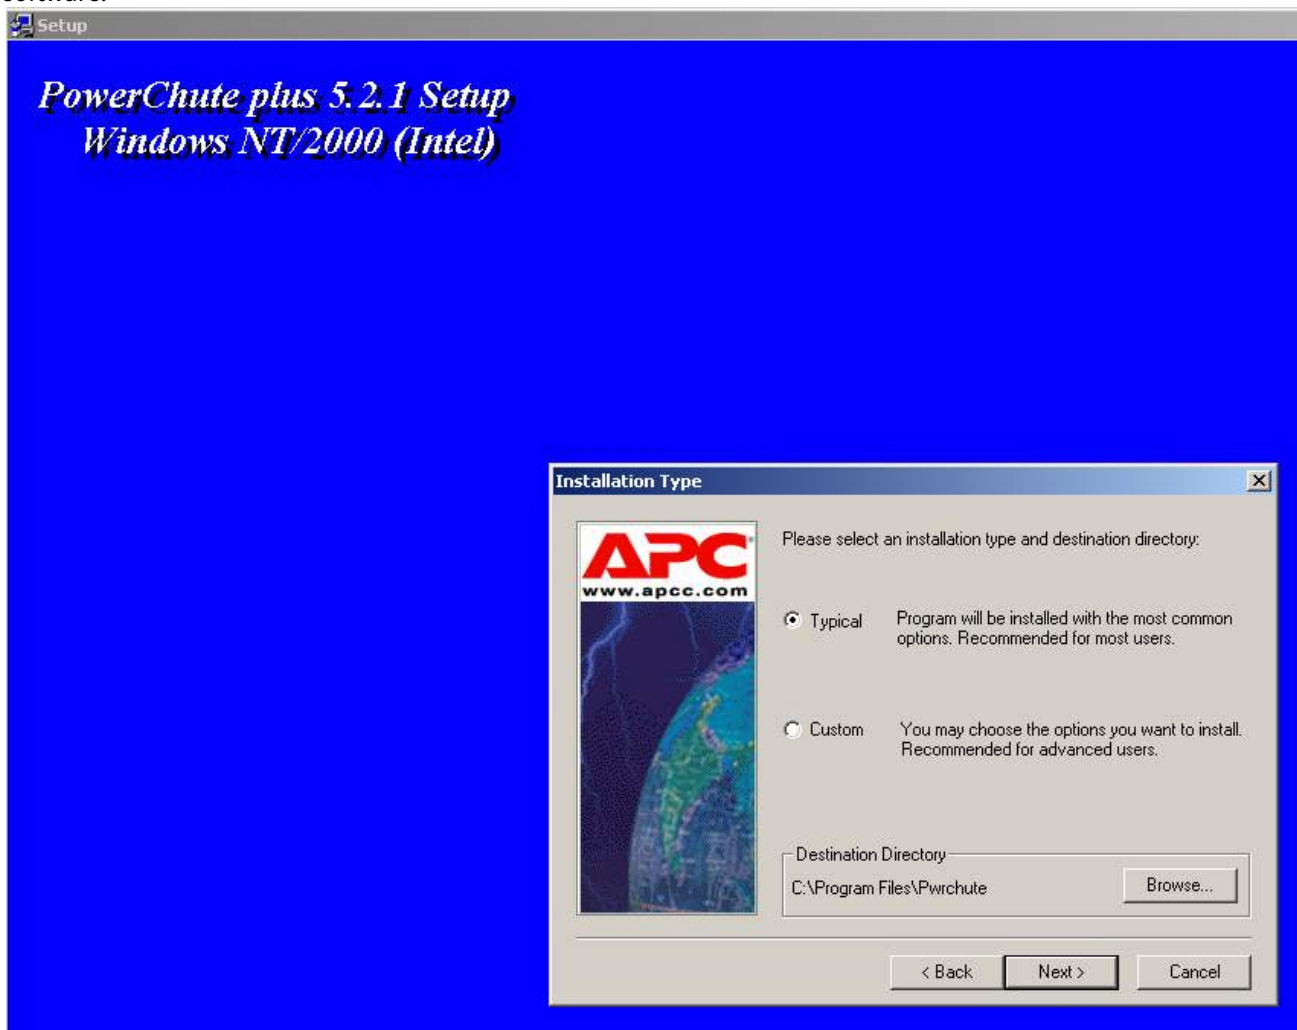 software.
Setup
PowerChute plus 5.2.1 Setup
Windows NT/2000 (Intel)
Installation Type
APC
www.apcc.com
Please select an installation type and destination directory:
Typical
Program will be installed with the most common
options. Recommended for most users.
Custom
You may choose the options you want to install.
Recommended for advanced users.
Destination Directory
C:\Program Files\Pwrchute
Browse...
< Back
Next >
Cancel